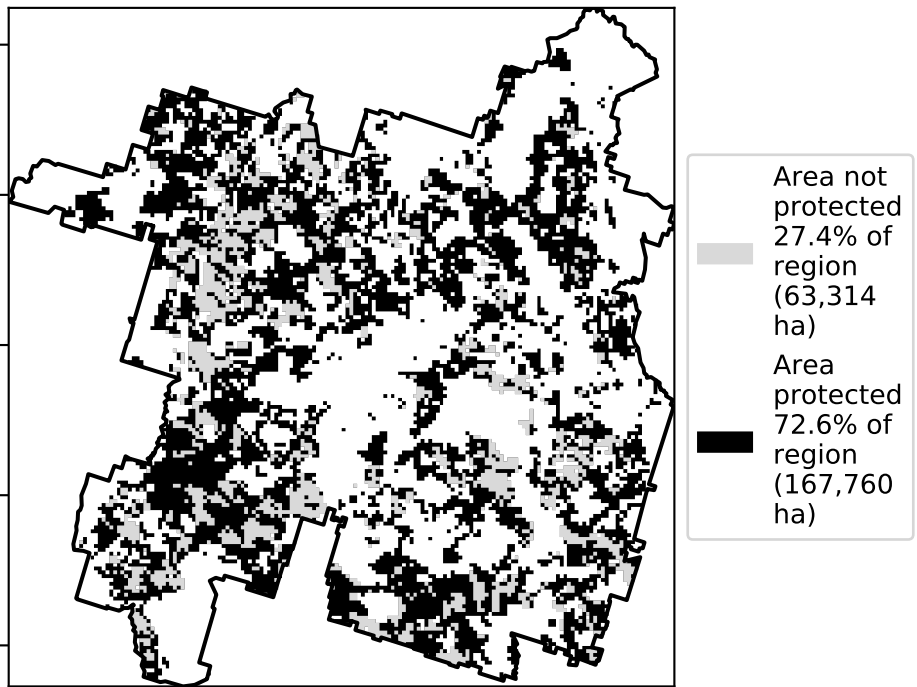 Area not
protected
27.4% of
region
(63,314
ha)
Area
protected
72.6% of
region
(167,760
ha)